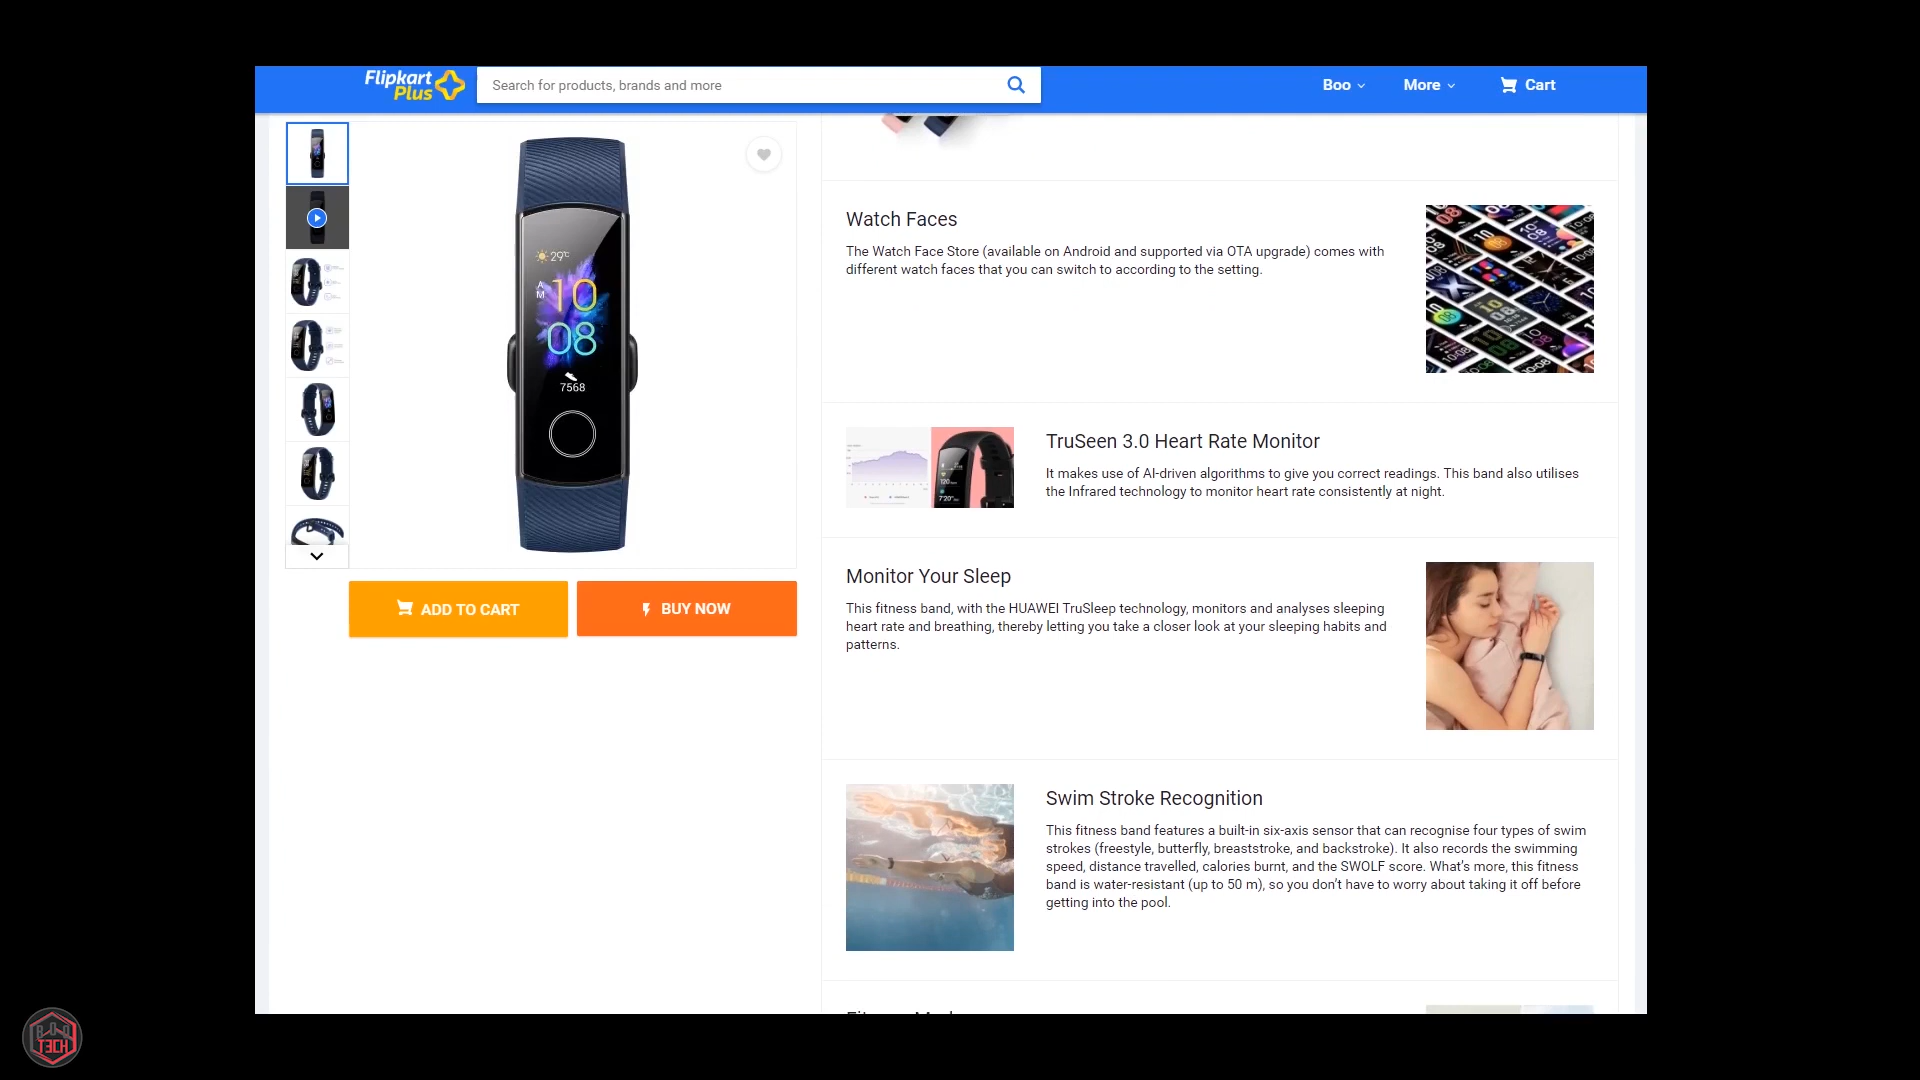 Flipkart
Plus
Search for products, brands and more
Boo
More
Cart
29°C
AM
10
08
7568
ADD TO CART
BUY NOW
Watch Faces
The Watch Face Store (available on Android and supported via OTA upgrade) comes with
different watch faces that you can switch to according to the setting.
TruSeen 3.0 Heart Rate Monitor
It makes use of AI-driven algorithms to give you correct readings. This band also utilises
the Infrared technology to monitor heart rate consistently at night.
Monitor Your Sleep
This fitness band, with the HUAWEI TruSleep technology, monitors and analyses sleeping
heart rate and breathing, thereby letting you take a closer look at your sleeping habits and
patterns.
Swim Stroke Recognition
This fitness band features a built-in six-axis sensor that can recognise four types of swim
strokes (freestyle, butterfly, breaststroke, and backstroke). It also records the swimming
speed, distance travelled, calories burnt, and the SWOLF score. What’s more, this fitness
band is water-resistant (up to 50 m), so you don’t have to worry about taking it off before
getting into the pool.
BOO
T3CH